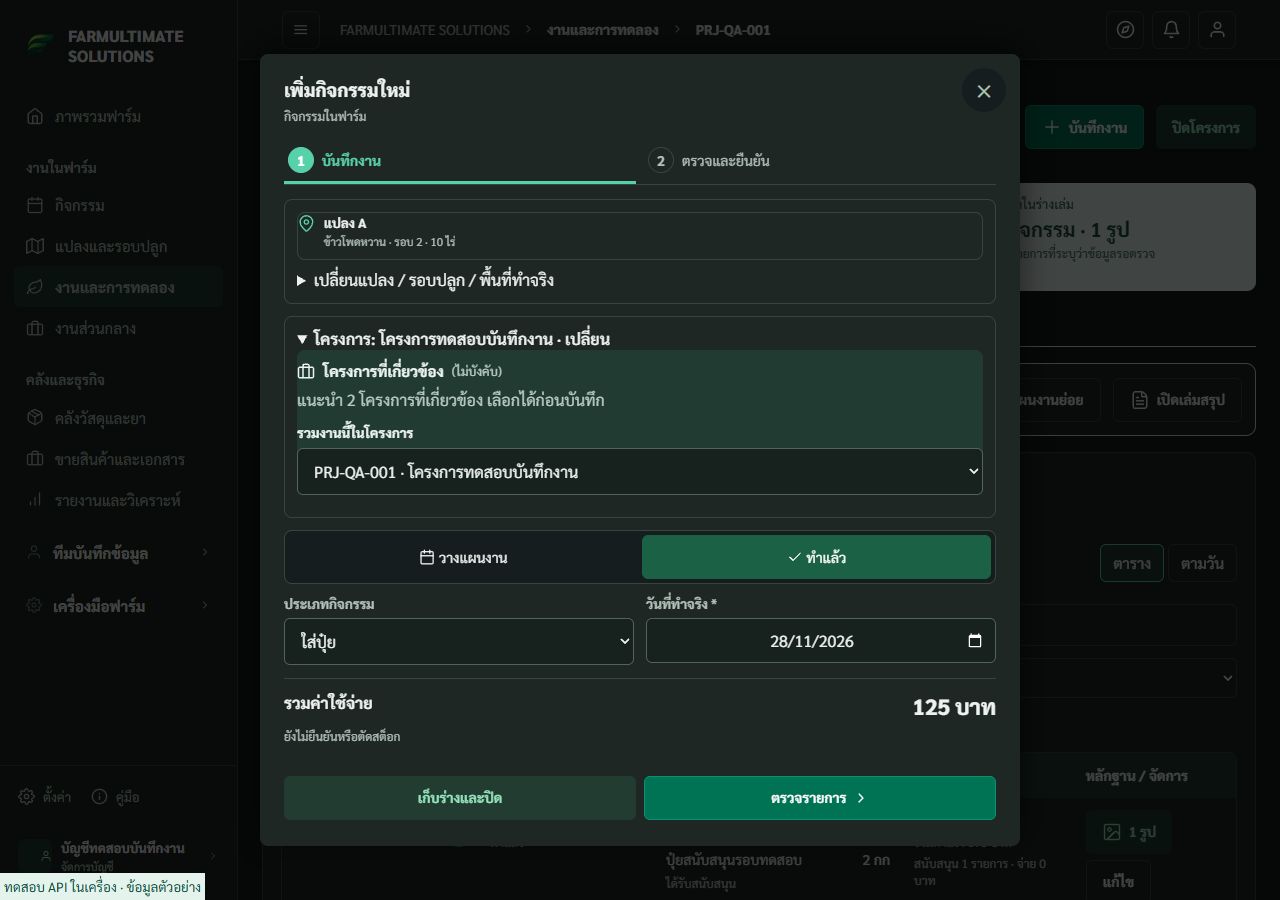 FARMULTIMATE
SOLUTIONS
ภาพรวมฟาร์ม
งานในฟาร์ม
กิจกรรม
แปลงและรอบปลูก
งานและการทดลอง
งานส่วนกลาง
คลังและธุรกิจ
คลังวัสดุและยา
ขายสินค้าและเอกสาร
รายงานและวิเคราะห์
ทีมบันทึกข้อมูล
เครื่องมือฟาร์ม
ตั้งค่า คู่มือ
บัญชีทดสอบบันทึกงาน
จัดการบัญชี
ทดสอบ API ในเครื่อง · ข้อมูลตัวอย่าง
FARMULTIMATE SOLUTIONS > งานและการทดลอง > PRJ-QA-001
บันทึกงาน ปิดโครงการ
ในร่างเล่ม
จกรรม · 1 รูป
ายการที่ระบุว่าข้อมูลรอตรวจ
ผนงานย่อย เปิดเล่มสรุป
ตาราง ตามวัน
หลักฐาน / จัดการ
1 รูป
ปุ๋ยสนับสนุนรอบทดสอบ 2 กก
ได้รับสนับสนุน
สนับสนุน 1 รายการ · จ่าย 0
บาท
แก้ไข
เพิ่มกิจกรรมใหม่
กิจกรรมในฟาร์ม
1 บันทึกงาน
2 ตรวจและยืนยัน
แปลง A
ข้าวโพดหวาน · รอบ 2 · 10 ไร่
เปลี่ยนแปลง / รอบปลูก / พื้นที่ทำจริง
โครงการ: โครงการทดสอบบันทึกงาน · เปลี่ยน
โครงการที่เกี่ยวข้อง (ไม่บังคับ)
แนะนำ 2 โครงการที่เกี่ยวข้อง เลือกได้ก่อนบันทึก
รวมงานนี้ในโครงการ
PRJ-QA-001 · โครงการทดสอบบันทึกงาน
วางแผนงาน ทำแล้ว
ประเภทกิจกรรม วันที่ทำจริง *
ใส่ปุ๋ย 28/11/2026
รวมค่าใช้จ่าย 125 บาท
ยังไม่ยืนยันหรือตัดสต็อก
เก็บร่างและปิด ตรวจรายการ